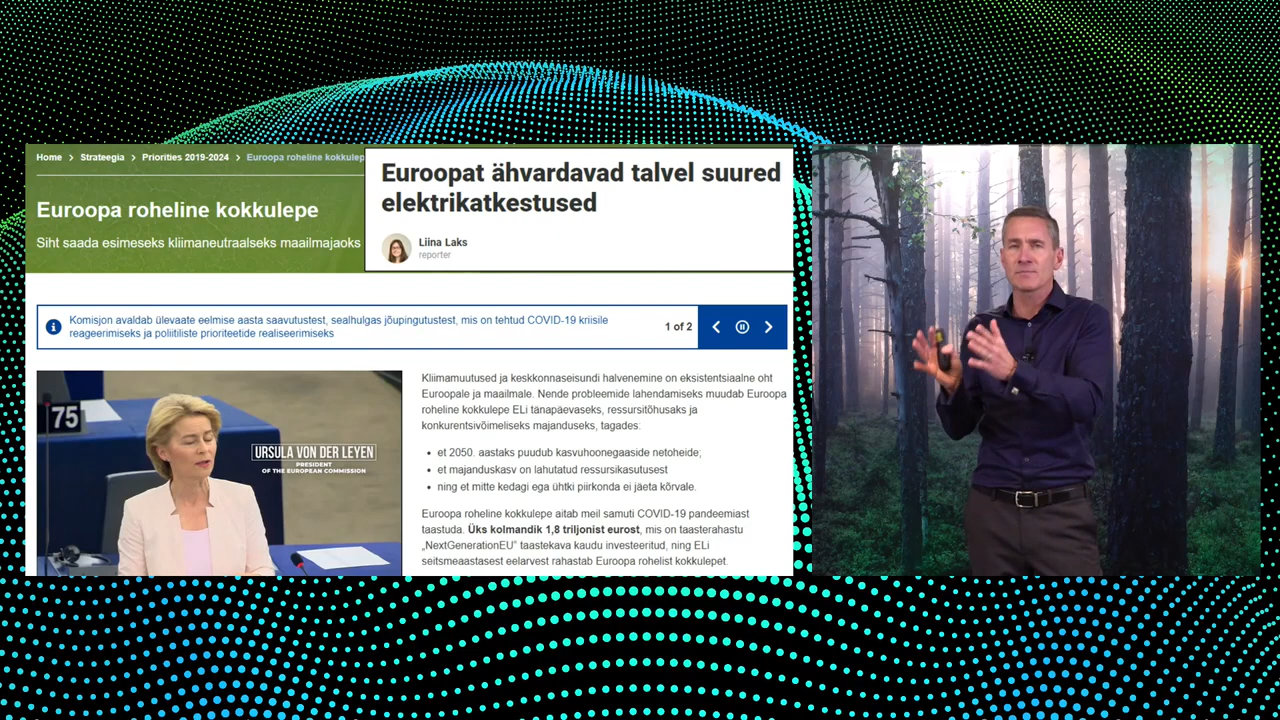 Home > Strateegia > Priorities 2019-2024 > Euroopa roheline kokkulep
Euroopa roheline kokkulepe
Siht saada esimeseks kliimaneutraalseks maailmajaoks
Euroopat ähvardavad talvel suured
elektrikatkestused
Liina Laks
reporter
Komisjon avaldab ülevaate eelmise aasta saavutustest, sealhulgas jõupingutustest, mis on tehtud COVID-19 kriisile
reageerimiseks ja poliitiliste prioriteetide realiseerimiseks
1 of 2
75
URSULA VON DER LEYEN
PRESIDENT
OF THE EUROPEAN COMMISSION
Kliimamuutused ja keskkonnaseisundi halvenemine on eksistentsiaalne oht
Euroopale ja maailmale. Nende probleemide lahendamiseks muudab Euroopa
roheline kokkulepe ELi tänapäevaseks, ressursitõhusaks ja
konkurentsivõimeliseks majanduseks, tagades:
• et 2050. aastaks puudub kasvuhoonegaaside netoheide;
• et majanduskasv on lahutatud ressursikasutusest
• ning et mitte kedagi ega ühtki piirkonda ei jäeta kõrvale.
Euroopa roheline kokkulepe aitab meil samuti COVID-19 pandeemiast
taastuda. Üks kolmandik 1,8 triljonist eurost, mis on taasterahastu
„NextGenerationEU" taastekava kaudu investeeritud, ning ELi
seitsmeaastasest eelarvest rahastab Euroopa rohelist kokkulepet.